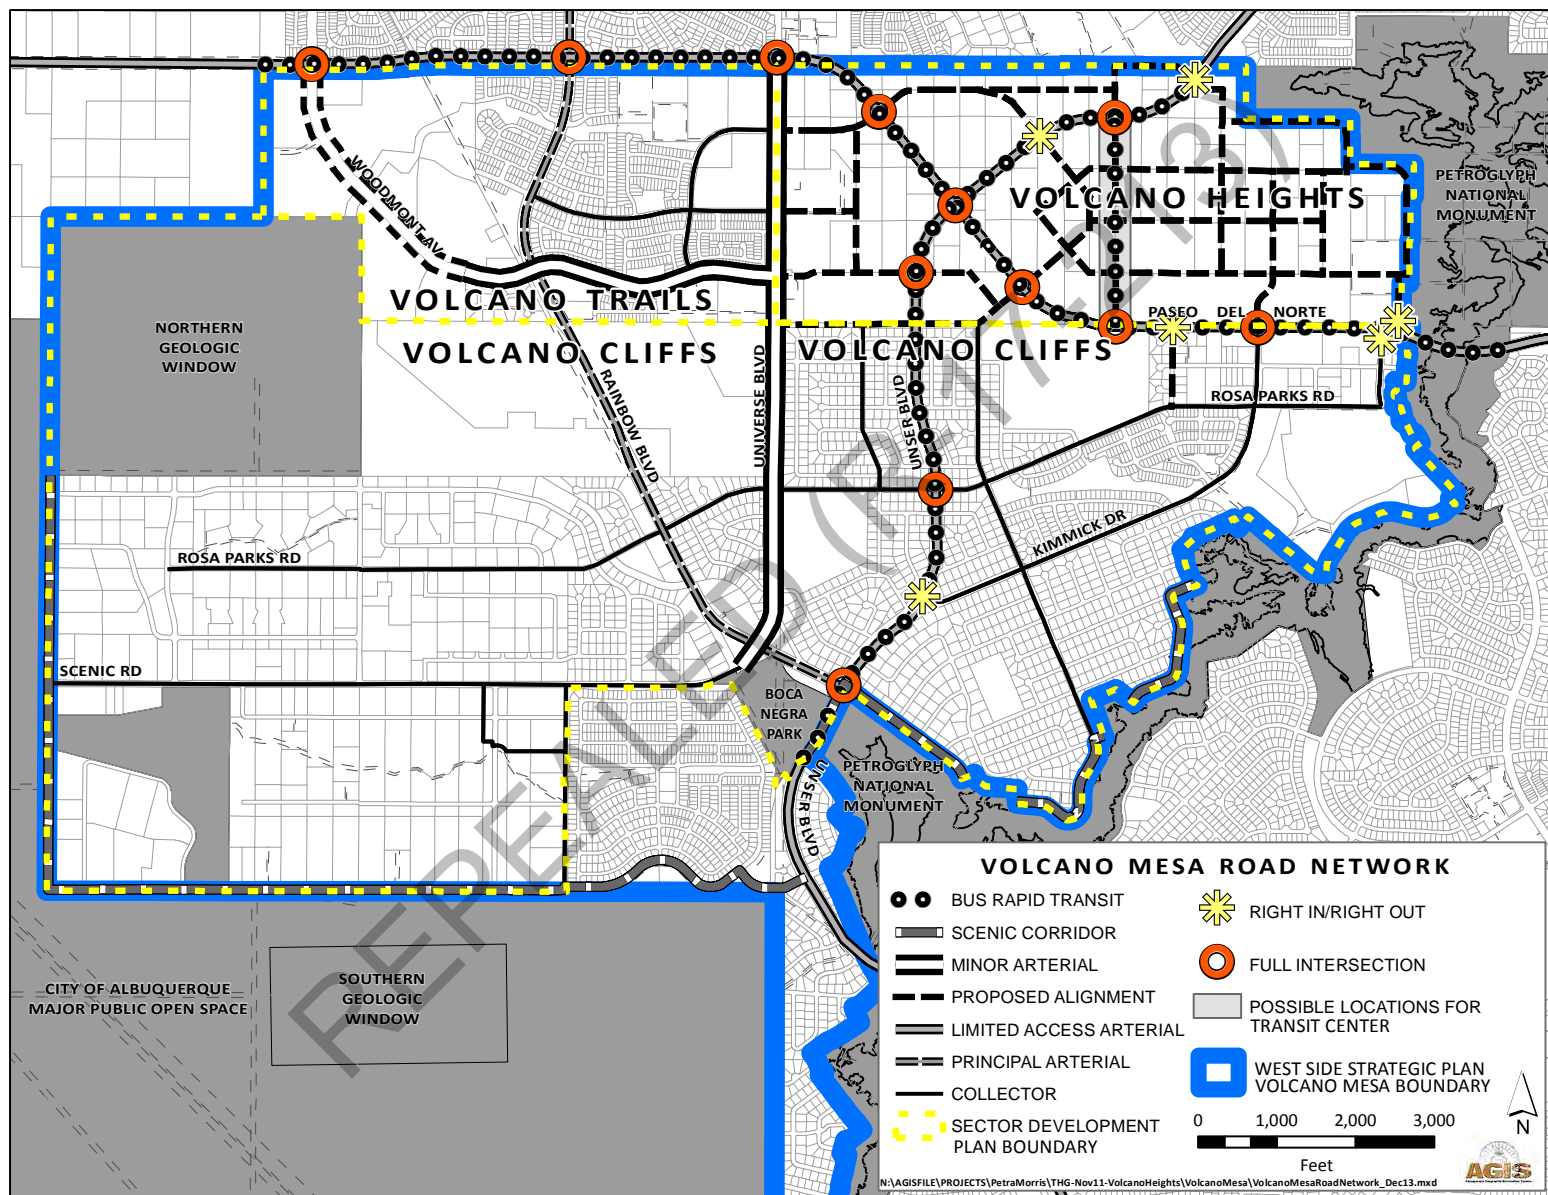 PETROGLYPH
NATIONAL
MONUMENT
WOODMONT AV
VOLCANO HEIGHTS
VOLCANO TRAILS
PASEO DEL NORTE
NORTHERN
GEOLOGIC
WINDOW
VOLCANO CLIFFS
VOLCANO CLIFFS
UNIVERSE BLVD
RAINBOW BLVD
UNSER BLVD
ROSA PARKS RD
KIMMICK DR
ROSA PARKS RD
SCENIC RD
BOCA
NEGRA
PARK
PETROGLYPH
NATIONAL
MONUMENT
UNSER BLVD
REPEALED (R-17-213)
CITY OF ALBUQUERQUE
MAJOR PUBLIC OPEN SPACE
SOUTHERN
GEOLOGIC
WINDOW
VOLCANO MESA ROAD NETWORK
BUS RAPID TRANSIT
SCENIC CORRIDOR
MINOR ARTERIAL
PROPOSED ALIGNMENT
LIMITED ACCESS ARTERIAL
PRINCIPAL ARTERIAL
COLLECTOR
SECTOR DEVELOPMENT
PLAN BOUNDARY
RIGHT IN/RIGHT OUT
FULL INTERSECTION
POSSIBLE LOCATIONS FOR
TRANSIT CENTER
WEST SIDE STRATEGIC PLAN
VOLCANO MESA BOUNDARY
0 1,000 2,000 3,000
Feet
N
AGIS
N:\AGISFILE\PROJECTS\PetraMorris\THG-Nov11-VolcanoHeights\VolcanoMesa\VolcanoMesaRoadNetwork_Dec13.mxd